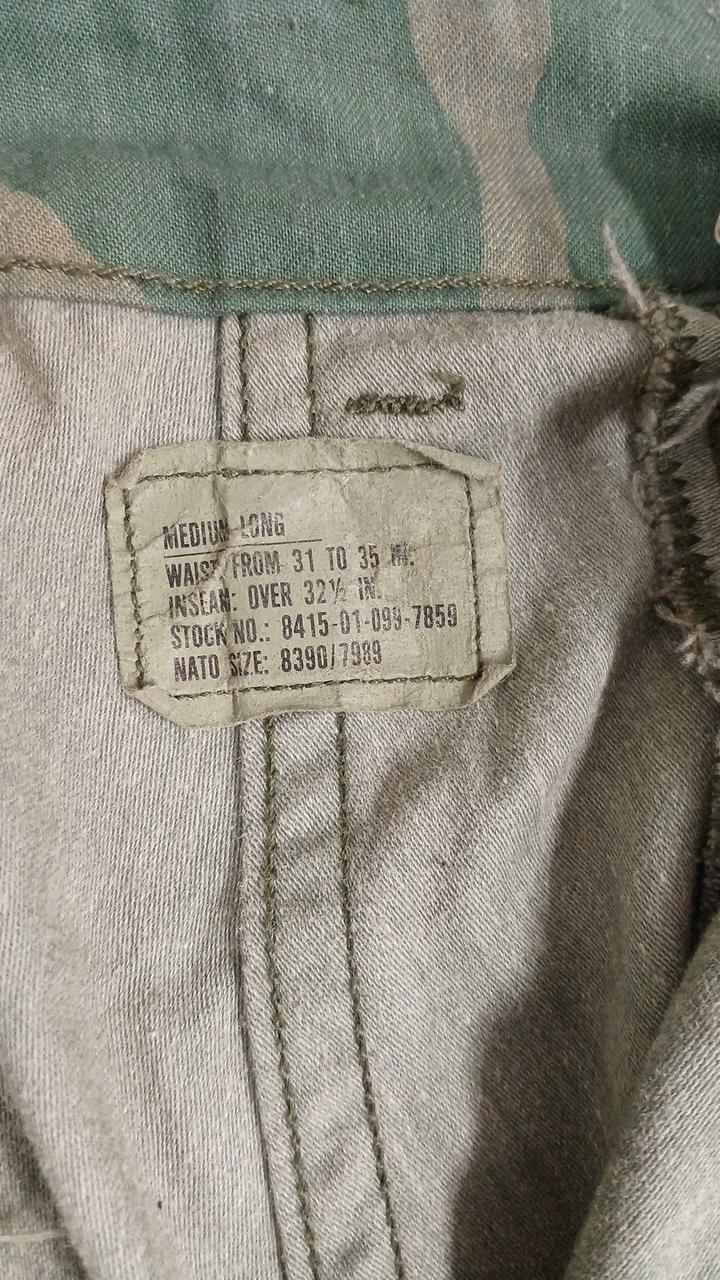 MEDIUM-LONG
WAIST FROM 31 TO 35 IN.
INSEAM: OVER 32½ IN.
STOCK NO.: 8415-01-099-7859
NATO SIZE: 8390/7989